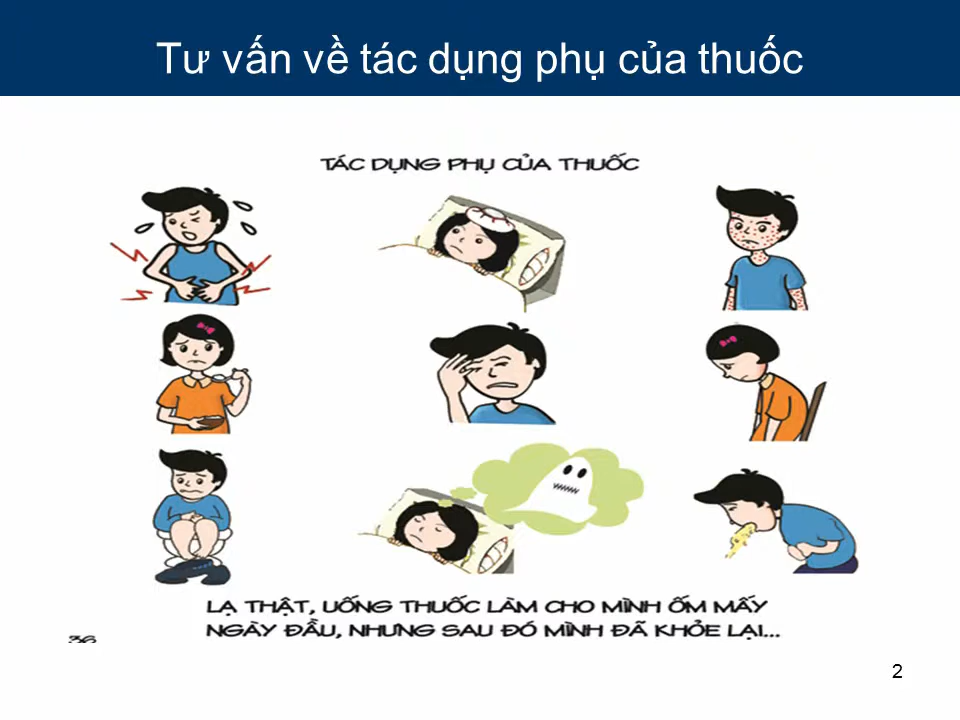 Tư vấn về tác dụng phụ của thuốc
TÁC DỤNG PHỤ CỦA THUỐC
LẠ THẬT, UỐNG THUỐC LÀM CHO MÌNH ỐM MẤY
NGÀY ĐẦU, NHƯNG SAU ĐÓ MÌNH ĐÃ KHỎE LẠI...
36
2